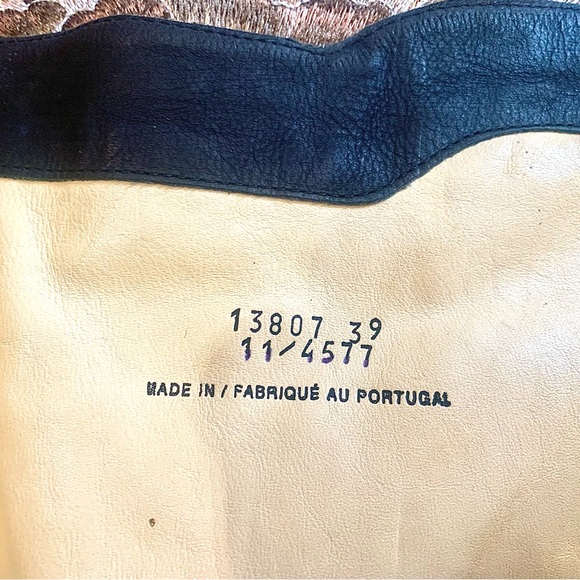 13807 39
11/4577
MADE IN / FABRIQUÉ AU PORTUGAL